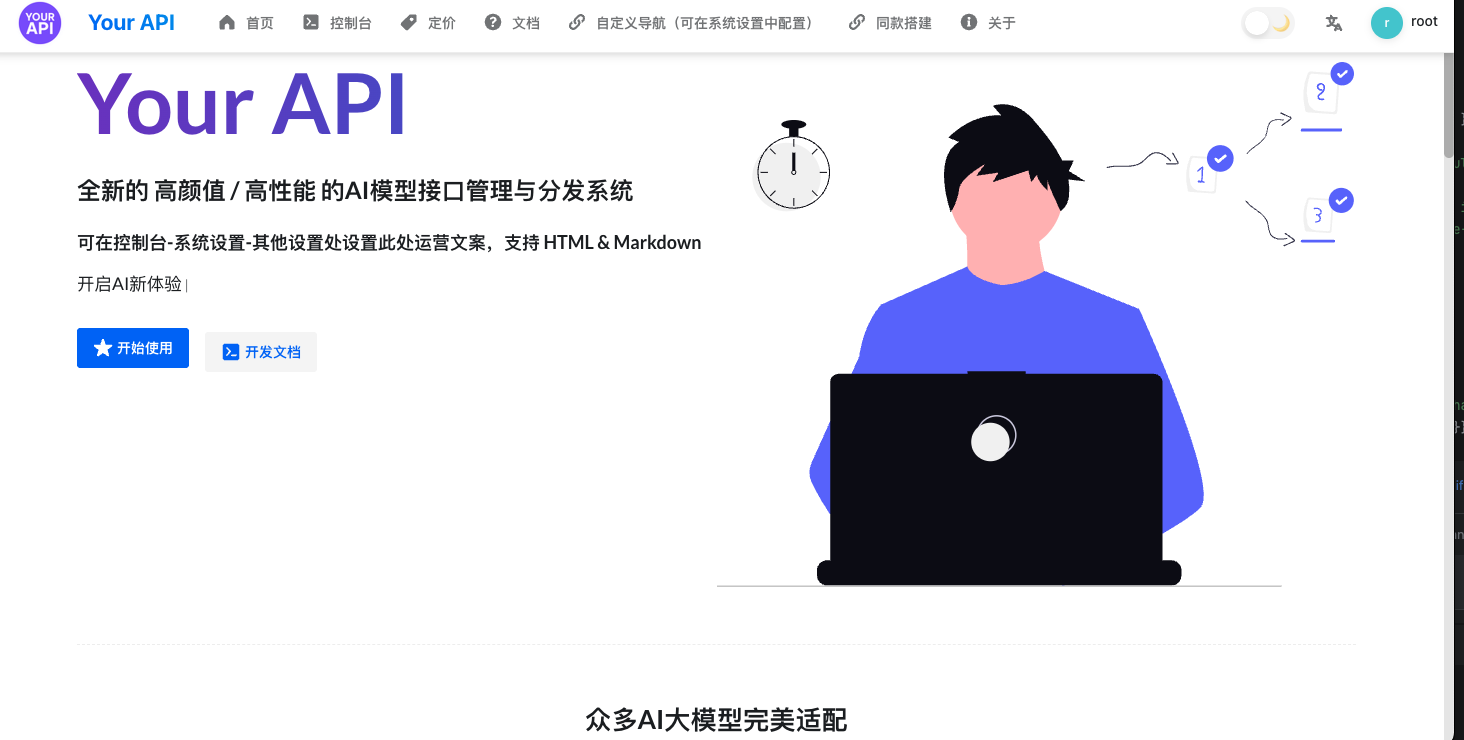 YOUR API
Your API
首页
控制台
定价
文档
自定义导航（可在系统设置中配置）
同款搭建
关于
r
root
Your API
全新的 高颜值 / 高性能 的AI模型接口管理与分发系统
可在控制台-系统设置-其他设置处设置此处运营文案，支持 HTML & Markdown
开启AI新体验 |
开始使用
开发文档
1
2
3
众多AI大模型完美适配